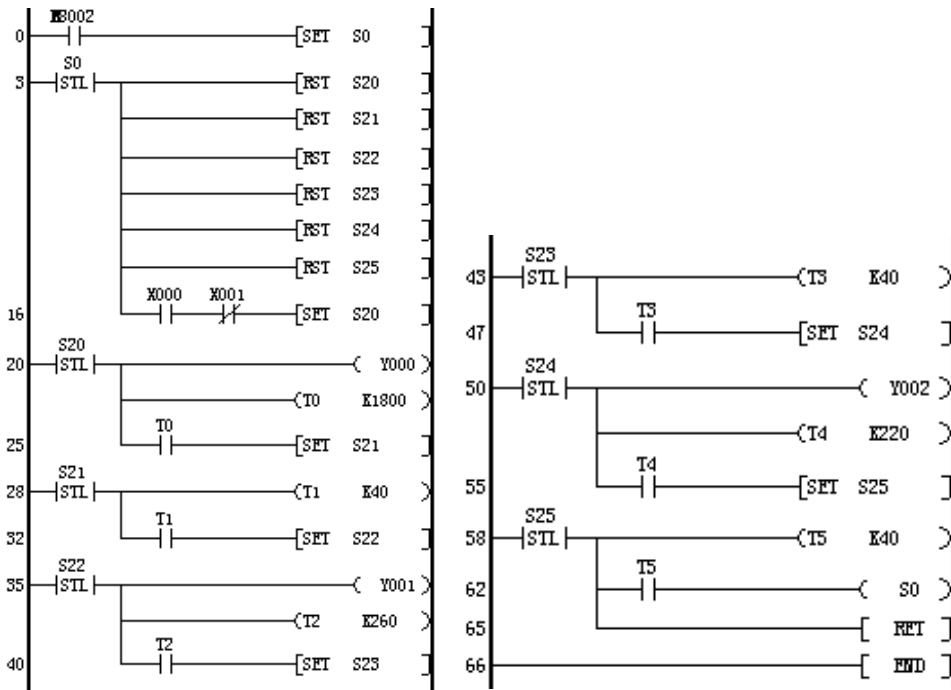 M8002
0 [SET S0 ]
S0
3 STL [RST S20 ]
[RST S21 ]
[RST S22 ]
[RST S23 ]
[RST S24 ]
[RST S25 ]
X000 X001
16 [SET S20 ]
S20
20 STL ( Y000 )
(T0 K1800 )
T0
25 [SET S21 ]
S21
28 STL (T1 K40 )
T1
32 [SET S22 ]
S22
35 STL ( Y001 )
(T2 K260 )
T2
40 [SET S23 ]
S23
43 STL (T3 K40 )
T3
47 [SET S24 ]
S24
50 STL ( Y002 )
(T4 K220 )
T4
55 [SET S25 ]
S25
58 STL (T5 K40 )
T5
62 ( S0 )
65 [ RET ]
66 [ END ]